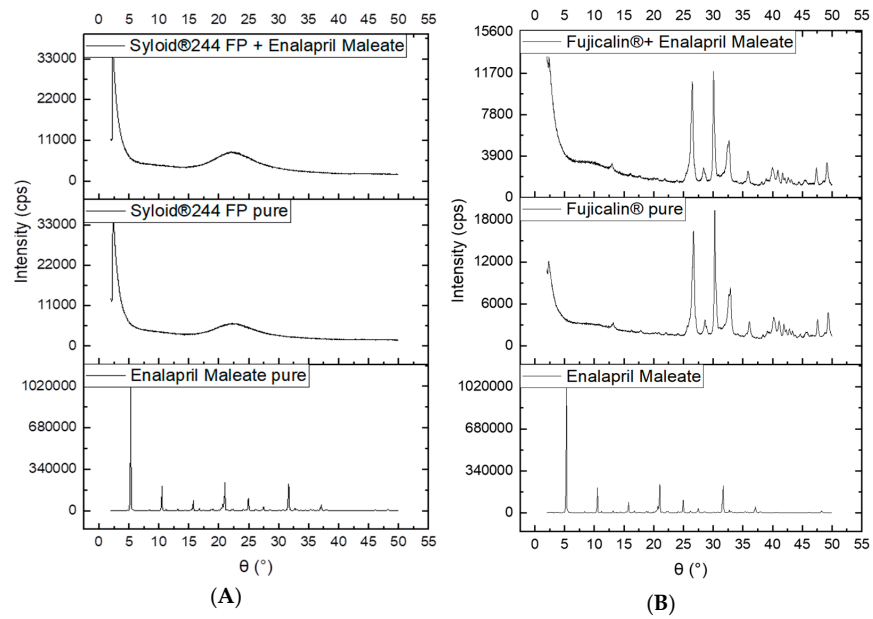 0 5 10 15 20 25 30 35 40 45 50 55
Syloid®244 FP + Enalapril Maleate
33000
22000
11000
0
Syloid®244 FP pure
33000
22000
11000
0
Enalapril Maleate pure
1020000
680000
340000
0
Intensity (cps)
0 5 10 15 20 25 30 35 40 45 50 55
θ (°)
(A)
0 5 10 15 20 25 30 35 40 45 50 55
15600
Fujicalin®+ Enalapril Maleate
11700
7800
3900
0
Fujicalin® pure
18000
12000
6000
0
Enalapril Maleate
1020000
680000
340000
0
Intensity (cps)
0 5 10 15 20 25 30 35 40 45 50 55
θ (°)
(B)